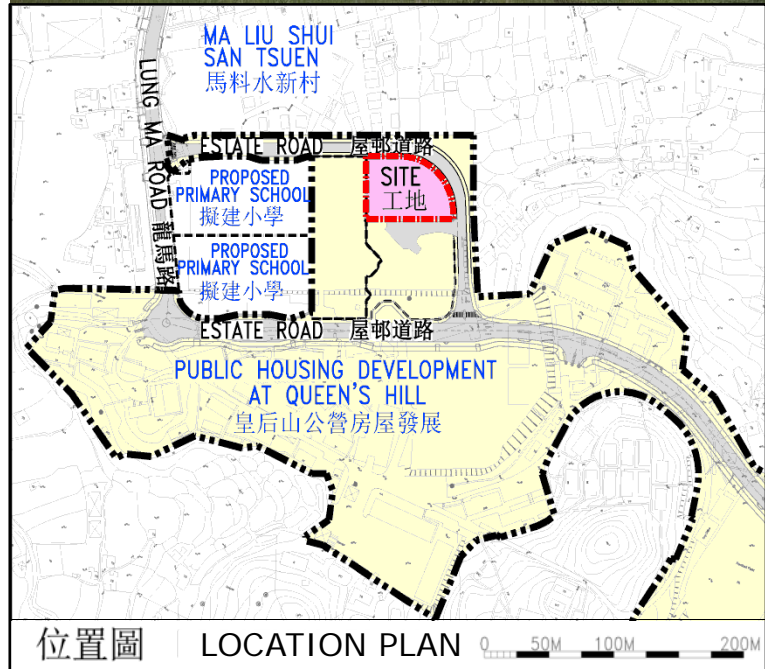 MA LIU SHUI
SAN TSUEN
馬料水新村
LUNG MA ROAD 龍馬路
ESTATE ROAD 屋邨道路
PROPOSED
PRIMARY SCHOOL
擬建小學
SITE
工地
PROPOSED
PRIMARY SCHOOL
擬建小學
ESTATE ROAD 屋邨道路
PUBLIC HOUSING DEVELOPMENT
AT QUEEN'S HILL
皇后山公營房屋發展
位置圖 LOCATION PLAN 0 50M 100M 200M